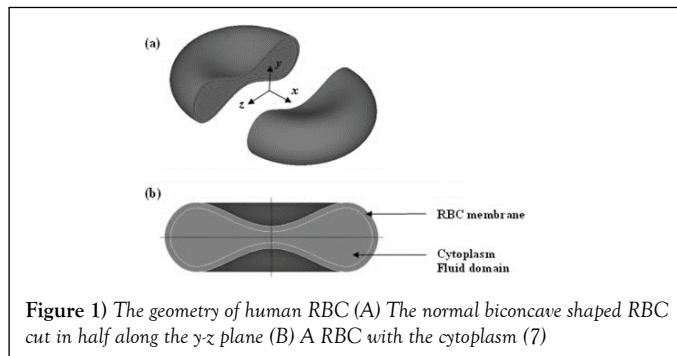 (a)
y
z
x
(b)
RBC membrane
Cytoplasm
Fluid domain
Figure 1) The geometry of human RBC (A) The normal biconcave shaped RBC
cut in half along the y-z plane (B) A RBC with the cytoplasm (7)